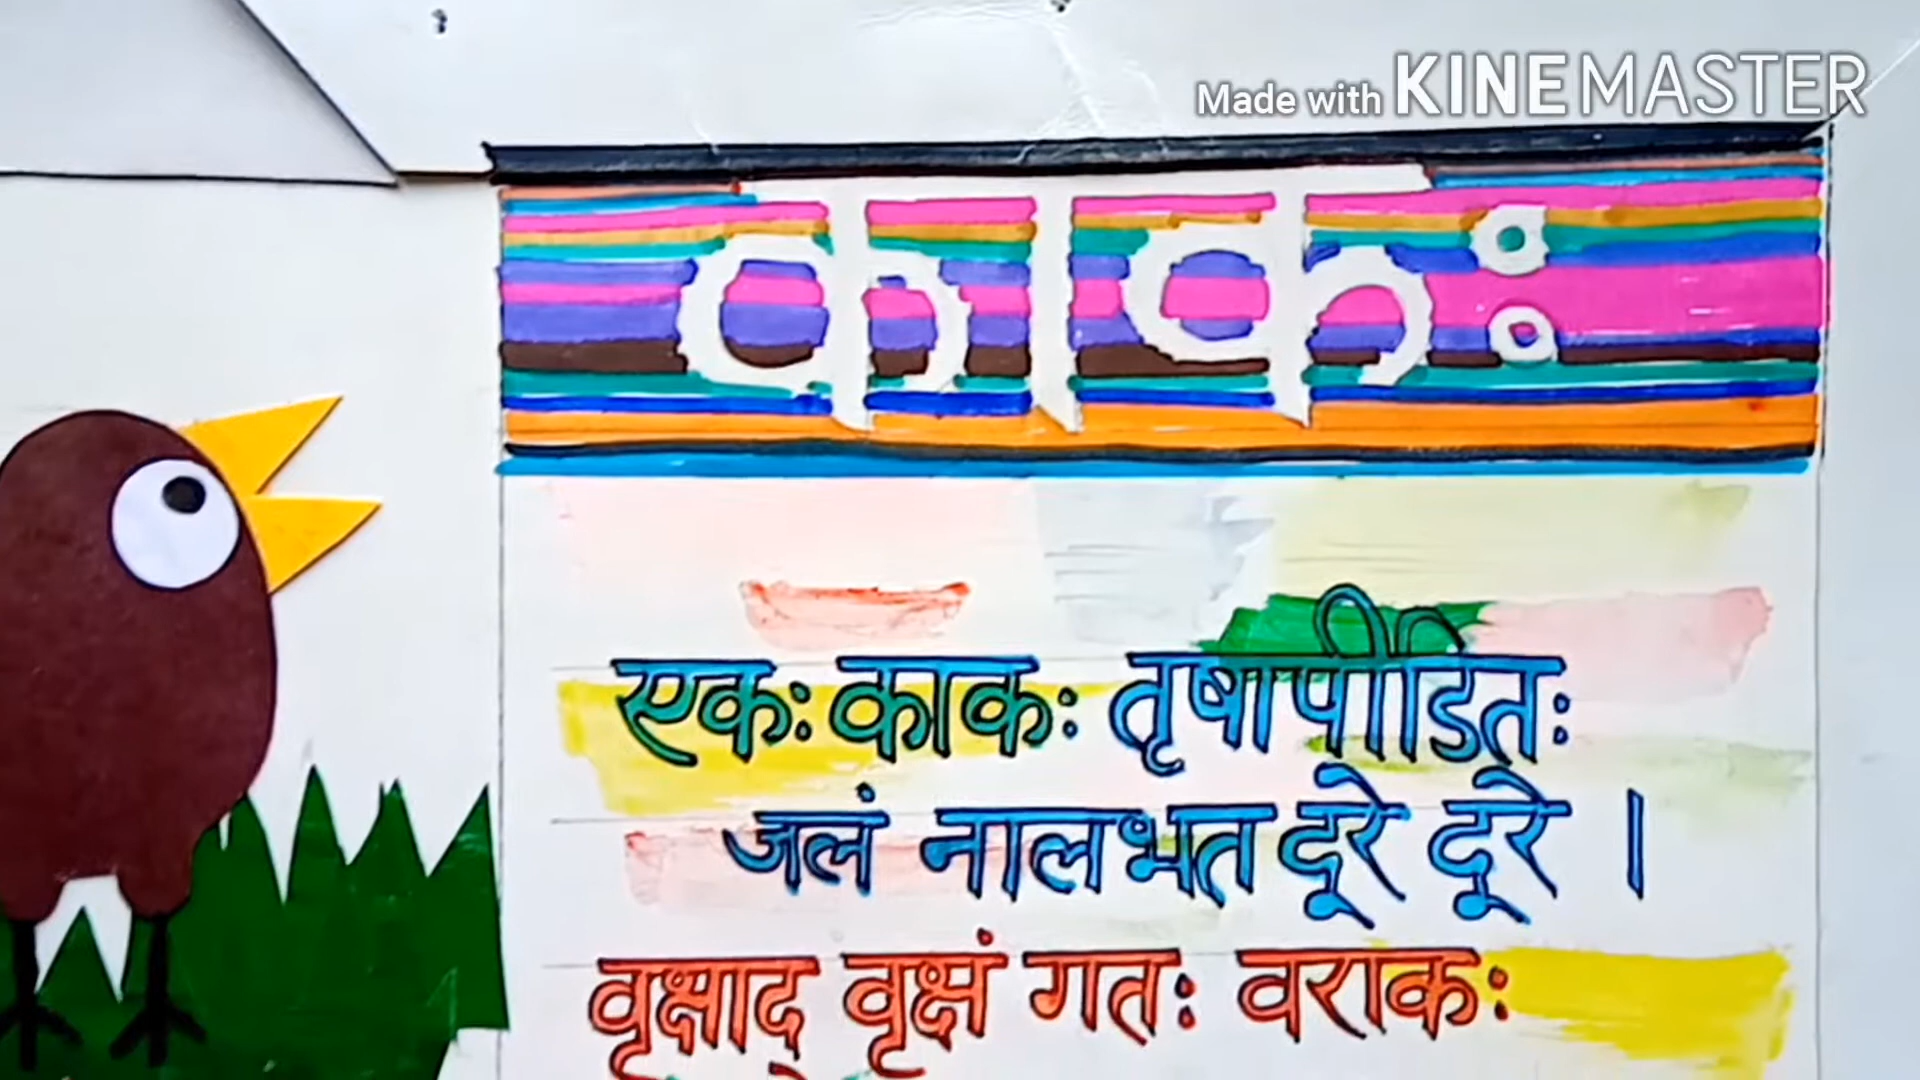 Made with KINEMASTER
काकः
एकः काकः तृषापीडितः
जलं नालभत दूरे दूरे ।
वृक्षाद् वृक्षं गतः वराकः